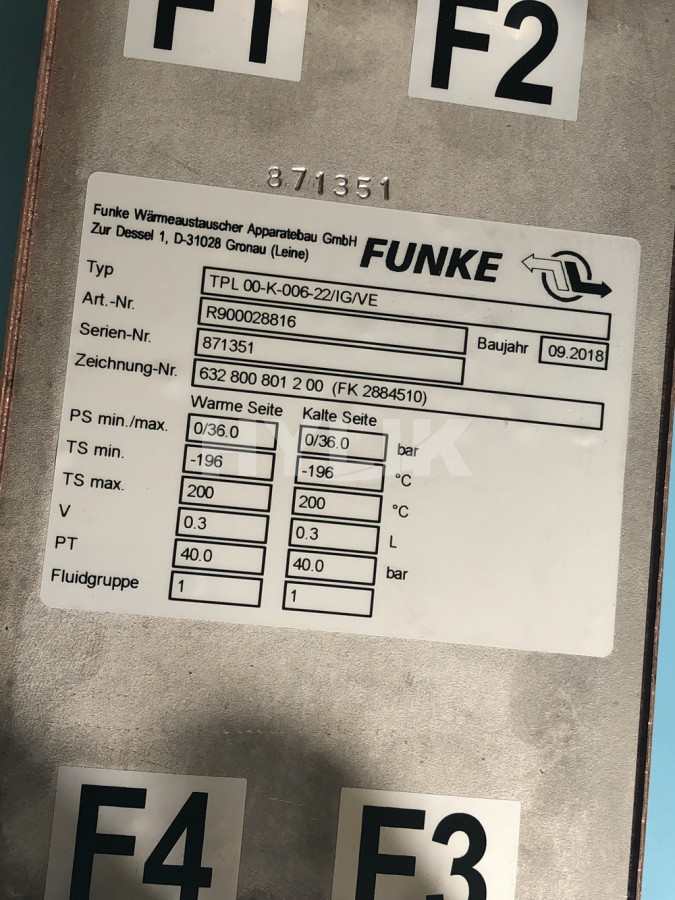 F1
F2
871351
Funke Wärmeaustauscher Apparatebau GmbH
Zur Dessel 1, D-31028 Gronau (Leine)
FUNKE
Typ TPL 00-K-006-22/IG/VE
Art.-Nr. R900028816 Baujahr 09.2018
Serien-Nr. 871351
Zeichnung-Nr. 632 800 801 2 00 (FK 2884510)
Warme Seite Kalte Seite
PS min./max. 0/36.0 0/36.0 bar
TS min. -196 -196 °C
TS max. 200 200 °C
V 0.3 0.3 L
PT 40.0 40.0 bar
Fluidgruppe 1 1
HYLIK
F4
F3